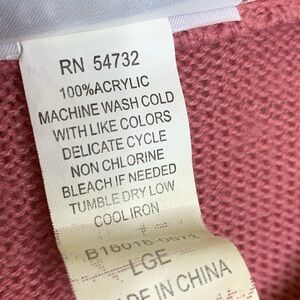 RN 54732
100%ACRYLIC
MACHINE WASH COLD
WITH LIKE COLORS
DELICATE CYCLE
NON CHLORINE
BLEACH IF NEEDED
TUMBLE DRY LOW
COOL IRON
LGE
IN CHINA